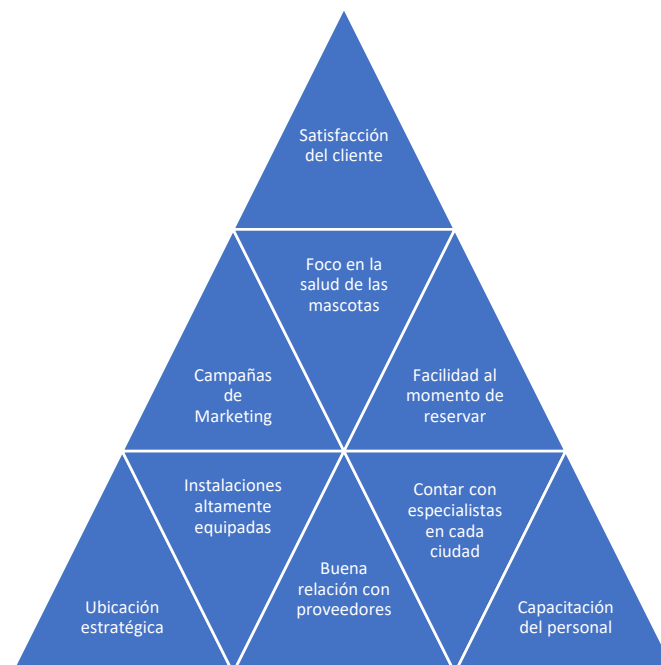 Satisfacción
del cliente
Foco en la
salud de las
mascotas
Campañas
de
Marketing
Facilidad al
momento de
reservar
Instalaciones
altamente
equipadas
Contar con
especialistas
en cada
ciudad
Ubicación
estratégica
Buena
relación con
proveedores
Capacitación
del personal